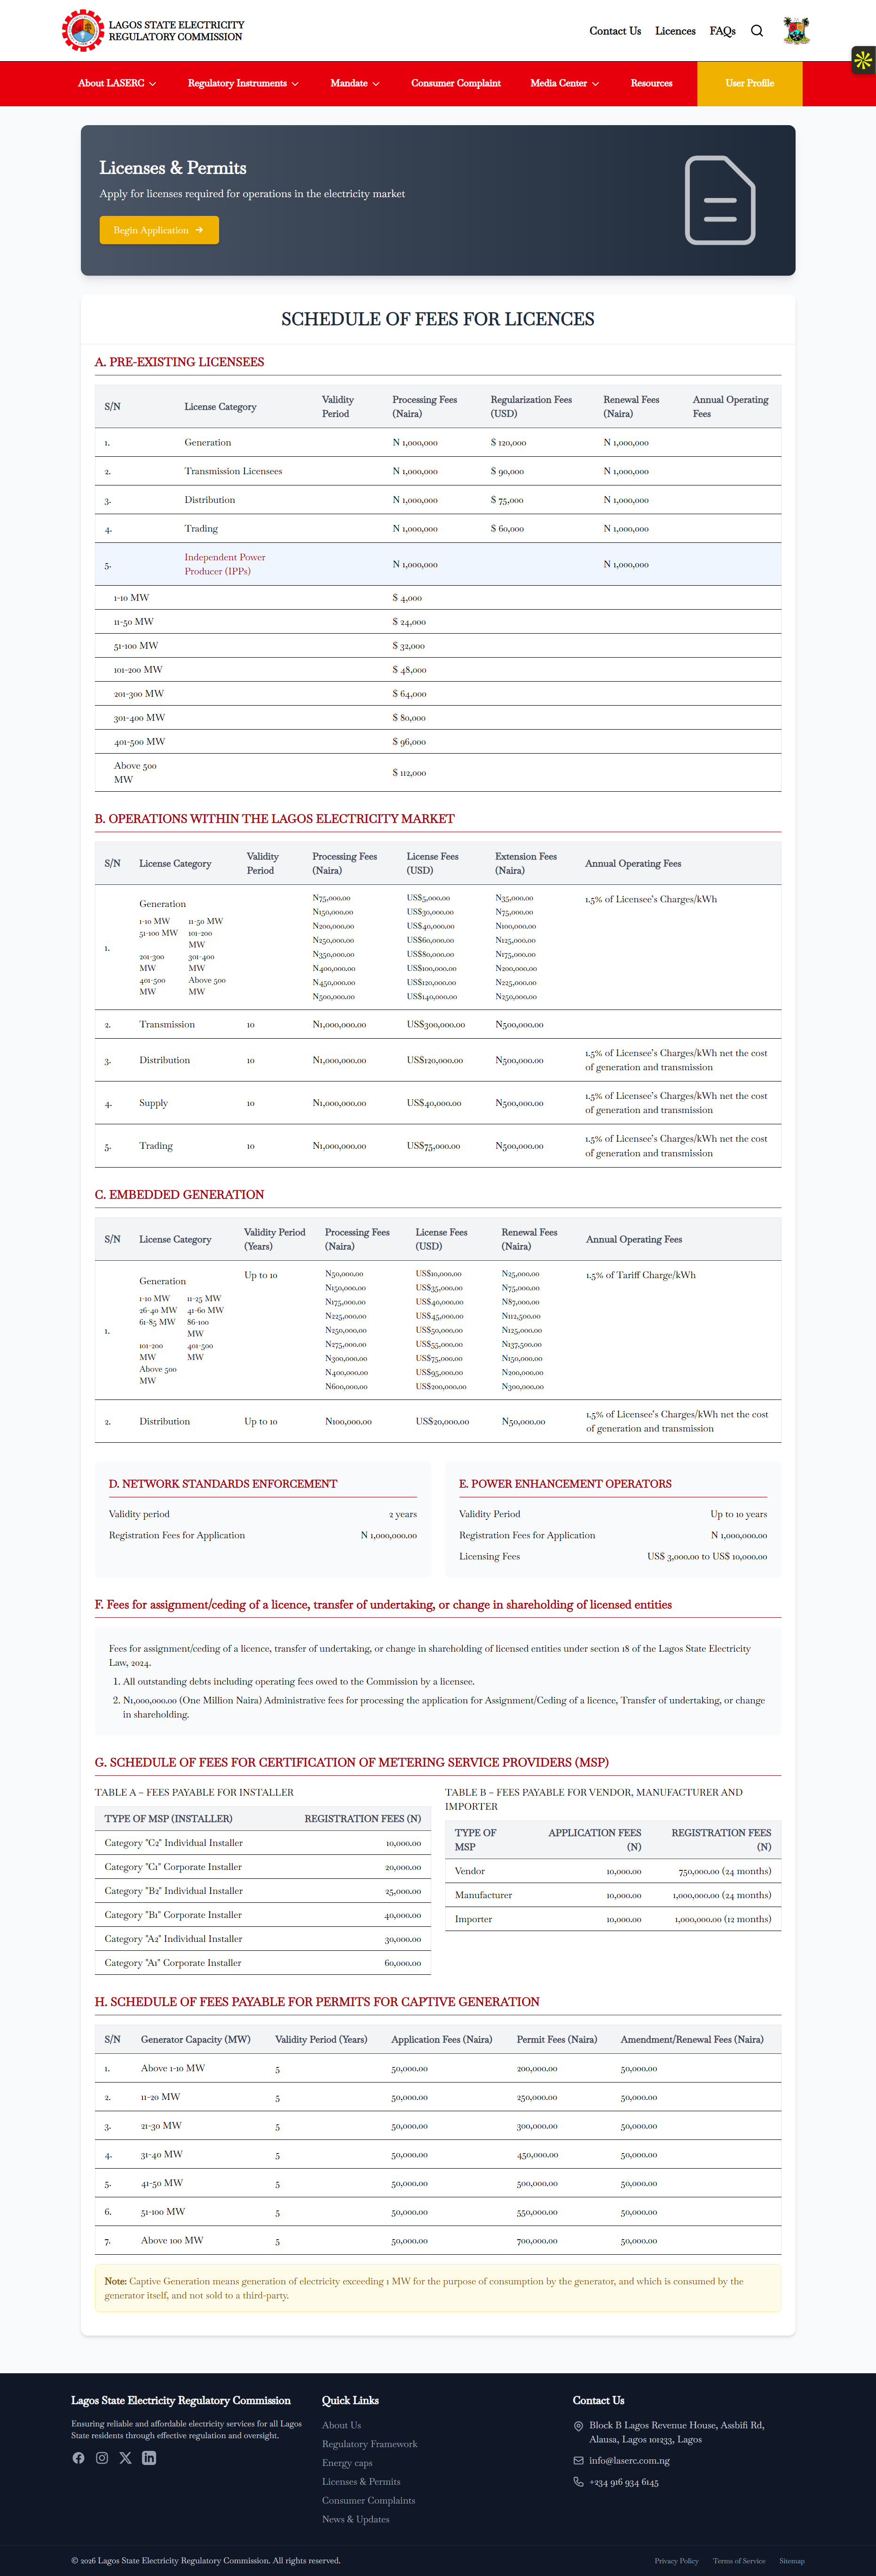 LAGOS STATE ELECTRICITY
REGULATORY COMMISSION
Contact Us Licences FAQs
About LASERC Regulatory Instruments Mandate Consumer Complaint Media Center Resources User Profile
Licenses & Permits
Apply for licenses required for operations in the electricity market
Begin Application →
SCHEDULE OF FEES FOR LICENCES
A. PRE-EXISTING LICENSEES
S/N License Category Validity Period Processing Fees (Naira) Regularization Fees (USD) Renewal Fees (Naira) Annual Operating Fees
1. Generation N 1,000,000 $ 120,000 N 1,000,000
2. Transmission Licensees N 1,000,000 $ 90,000 N 1,000,000
3. Distribution N 1,000,000 $ 75,000 N 1,000,000
4. Trading N 1,000,000 $ 60,000 N 1,000,000
5. Independent Power Producer (IPPs) N 1,000,000 N 1,000,000
1-10 MW $ 4,000
11-50 MW $ 24,000
51-100 MW $ 32,000
101-200 MW $ 48,000
201-300 MW $ 64,000
301-400 MW $ 80,000
401-500 MW $ 96,000
Above 500 MW $ 112,000
B. OPERATIONS WITHIN THE LAGOS ELECTRICITY MARKET
S/N License Category Validity Period Processing Fees (Naira) License Fees (USD) Extension Fees (Naira) Annual Operating Fees
1. Generation
1-10 MW 11-50 MW
51-100 MW 101-200 MW
201-300 MW 301-400 MW
401-500 MW Above 500 MW
N75,000.00 US$5,000.00 N35,000.00 1.5% of Licensee's Charges/kWh
N150,000.00 US$30,000.00 N75,000.00
N200,000.00 US$40,000.00 N100,000.00
N250,000.00 US$60,000.00 N125,000.00
N350,000.00 US$80,000.00 N175,000.00
N400,000.00 US$100,000.00 N200,000.00
N450,000.00 US$120,000.00 N225,000.00
N500,000.00 US$140,000.00 N250,000.00
2. Transmission 10 N1,000,000.00 US$300,000.00 N500,000.00
3. Distribution 10 N1,000,000.00 US$120,000.00 N500,000.00 1.5% of Licensee's Charges/kWh net the cost of generation and transmission
4. Supply 10 N1,000,000.00 US$40,000.00 N500,000.00 1.5% of Licensee's Charges/kWh net the cost of generation and transmission
5. Trading 10 N1,000,000.00 US$75,000.00 N500,000.00 1.5% of Licensee's Charges/kWh net the cost of generation and transmission
C. EMBEDDED GENERATION
S/N License Category Validity Period (Years) Processing Fees (Naira) License Fees (USD) Renewal Fees (Naira) Annual Operating Fees
1. Generation
1-10 MW 11-25 MW
26-40 MW 41-60 MW
61-85 MW 86-100 MW
101-200 MW 401-500 MW
Above 500 MW
Up to 10
N50,000.00 US$10,000.00 N25,000.00 1.5% of Tariff Charge/kWh
N150,000.00 US$35,000.00 N75,000.00
N175,000.00 US$40,000.00 N87,000.00
N225,000.00 US$45,000.00 N112,500.00
N250,000.00 US$50,000.00 N125,000.00
N275,000.00 US$55,000.00 N137,500.00
N300,000.00 US$75,000.00 N150,000.00
N400,000.00 US$95,000.00 N200,000.00
N600,000.00 US$200,000.00 N300,000.00
2. Distribution Up to 10 N100,000.00 US$20,000.00 N50,000.00 1.5% of Licensee's Charges/kWh net the cost of generation and transmission
D. NETWORK STANDARDS ENFORCEMENT
Validity period 2 years
Registration Fees for Application N 1,000,000.00
E. POWER ENHANCEMENT OPERATORS
Validity Period Up to 10 years
Registration Fees for Application N 1,000,000.00
Licensing Fees US$ 3,000.00 to US$ 10,000.00
F. Fees for assignment/ceding of a licence, transfer of undertaking, or change in shareholding of licensed entities
Fees for assignment/ceding of a licence, transfer of undertaking, or change in shareholding of licensed entities under section 18 of the Lagos State Electricity
Law, 2024.
1. All outstanding debts including operating fees owed to the Commission by a licensee.
2. N1,000,000.00 (One Million Naira) Administrative fees for processing the application for Assignment/Ceding of a licence, Transfer of undertaking, or change
in shareholding.
G. SCHEDULE OF FEES FOR CERTIFICATION OF METERING SERVICE PROVIDERS (MSP)
TABLE A – FEES PAYABLE FOR INSTALLER
TYPE OF MSP (INSTALLER) REGISTRATION FEES (N)
Category "C2" Individual Installer 10,000.00
Category "C1" Corporate Installer 20,000.00
Category "B2" Individual Installer 25,000.00
Category "B1" Corporate Installer 40,000.00
Category "A2" Individual Installer 30,000.00
Category "A1" Corporate Installer 60,000.00
TABLE B – FEES PAYABLE FOR VENDOR, MANUFACTURER AND
IMPORTER
TYPE OF MSP APPLICATION FEES (N) REGISTRATION FEES (N)
Vendor 10,000.00 750,000.00 (24 months)
Manufacturer 10,000.00 1,000,000.00 (24 months)
Importer 10,000.00 1,000,000.00 (12 months)
H. SCHEDULE OF FEES PAYABLE FOR PERMITS FOR CAPTIVE GENERATION
S/N Generator Capacity (MW) Validity Period (Years) Application Fees (Naira) Permit Fees (Naira) Amendment/Renewal Fees (Naira)
1. Above 1-10 MW 5 50,000.00 200,000.00 50,000.00
2. 11-20 MW 5 50,000.00 250,000.00 50,000.00
3. 21-30 MW 5 50,000.00 300,000.00 50,000.00
4. 31-40 MW 5 50,000.00 450,000.00 50,000.00
5. 41-50 MW 5 50,000.00 500,000.00 50,000.00
6. 51-100 MW 5 50,000.00 550,000.00 50,000.00
7. Above 100 MW 5 50,000.00 700,000.00 50,000.00
Note: Captive Generation means generation of electricity exceeding 1 MW for the purpose of consumption by the generator, and which is consumed by the
generator itself, and not sold to a third-party.
Lagos State Electricity Regulatory Commission
Ensuring reliable and affordable electricity services for all Lagos
State residents through effective regulation and oversight.
Quick Links
About Us
Regulatory Framework
Energy caps
Licenses & Permits
Consumer Complaints
News & Updates
Contact Us
Block B Lagos Revenue House, Assbifi Rd,
Alausa, Lagos 101233, Lagos
info@laserc.com.ng
+234 916 934 6145
© 2026 Lagos State Electricity Regulatory Commission. All rights reserved.
Privacy Policy Terms of Service Sitemap